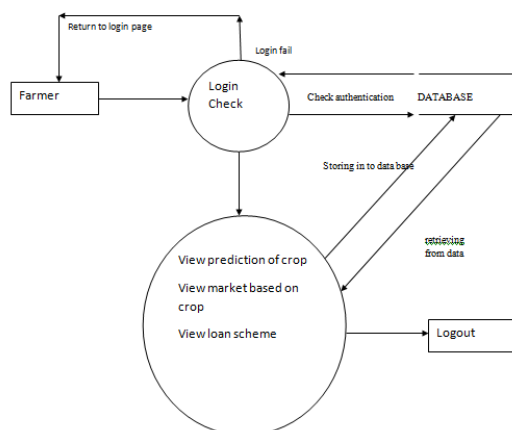 Return to login page
Login fail
Farmer
Login
Check
Check authentication
DATABASE
Storing in to data base
retrieving
from data
View prediction of crop
View market based on
crop
View loan scheme
Logout